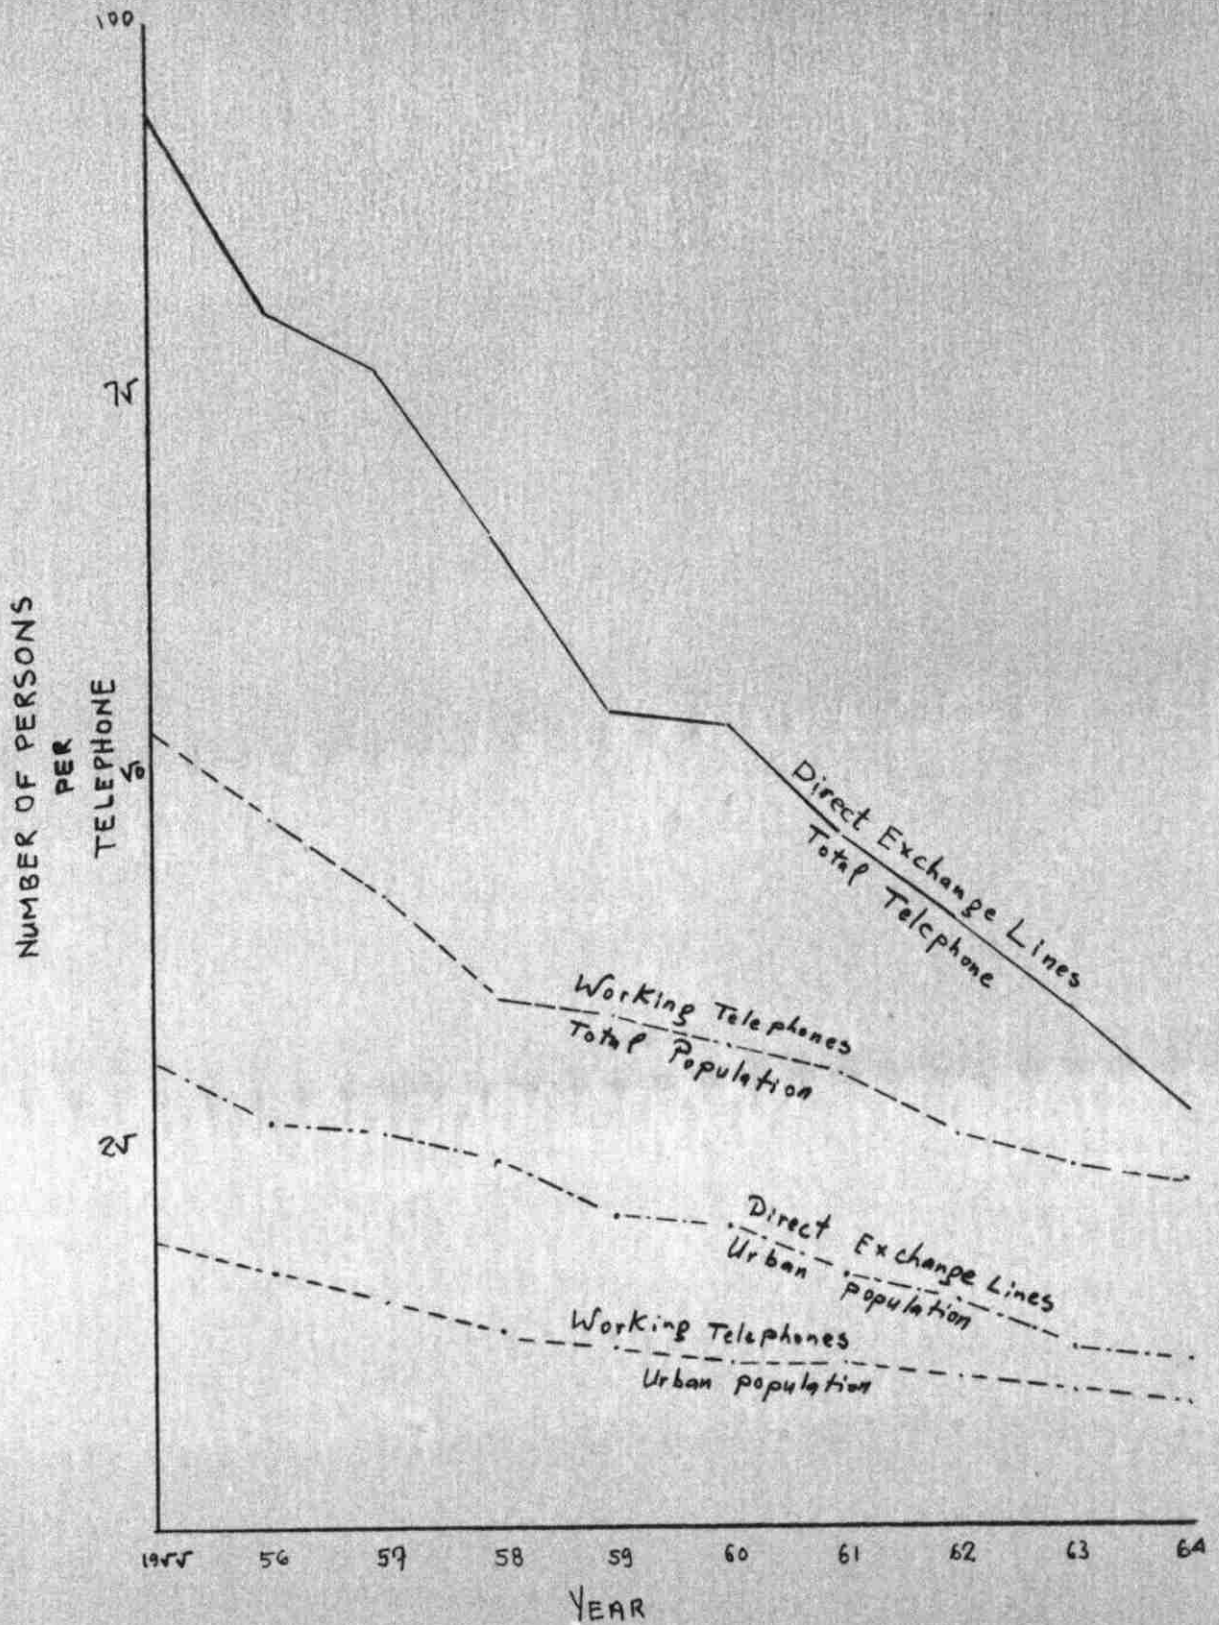 100
75
50
25
NUMBER OF PERSONS
PER
TELEPHONE
Direct Exchange Lines
Total Telephone
Working Telephones
Total Population
Direct Exchange Lines
Urban population
Working Telephones
Urban population
1955 56 57 58 59 60 61 62 63 64
YEAR